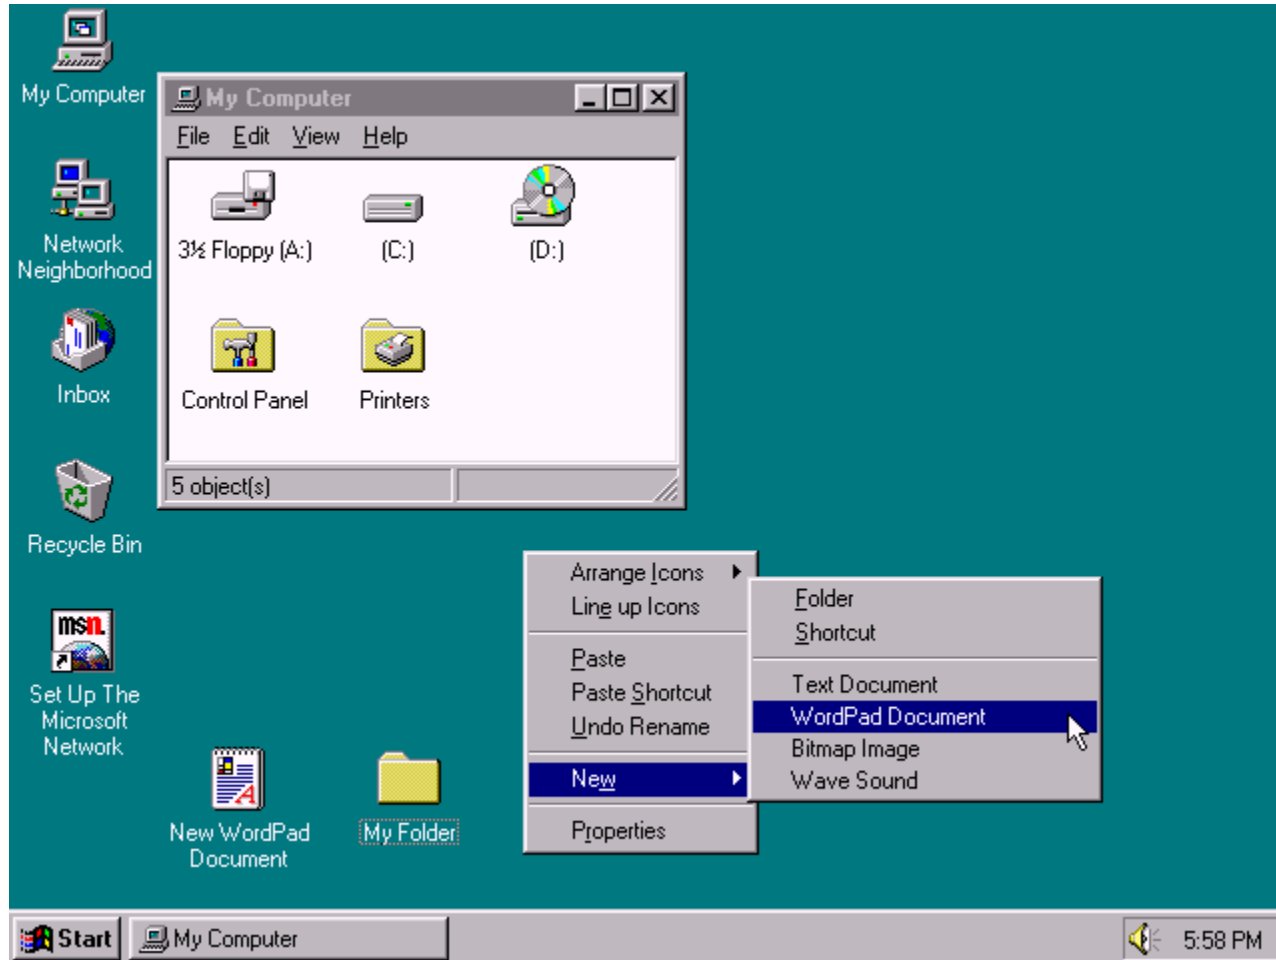 My Computer
Network
Neighborhood
Inbox
Recycle Bin
msn.
Set Up The
Microsoft
Network
New WordPad
Document
My Folder
My Computer
File Edit View Help
3½ Floppy (A:)
(C:)
(D:)
Control Panel
Printers
5 object(s)
Arrange Icons
Line up Icons
Paste
Paste Shortcut
Undo Rename
New
Properties
Folder
Shortcut
Text Document
WordPad Document
Bitmap Image
Wave Sound
Start
My Computer
5:58 PM